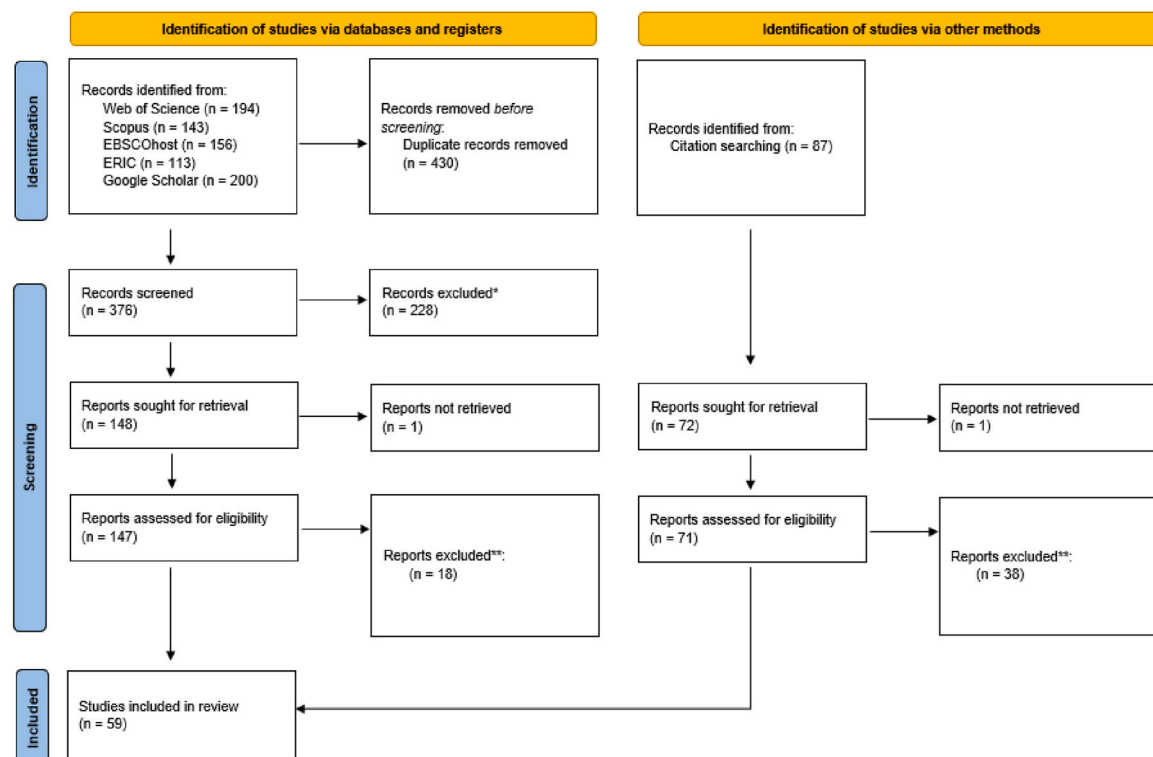 Identification of studies via databases and registers
Identification of studies via other methods
Identification
Records identified from:
Web of Science (n = 194)
Scopus (n = 143)
EBSCOhost (n = 156)
ERIC (n = 113)
Google Scholar (n = 200)
Records removed before
screening:
Duplicate records removed
(n = 430)
Records identified from:
Citation searching (n = 87)
Screening
Records screened
(n = 376)
Records excluded*
(n = 228)
Reports sought for retrieval
(n = 148)
Reports not retrieved
(n = 1)
Reports sought for retrieval
(n = 72)
Reports not retrieved
(n = 1)
Reports assessed for eligibility
(n = 147)
Reports excluded**:
(n = 18)
Reports assessed for eligibility
(n = 71)
Reports excluded**:
(n = 38)
Included
Studies included in review
(n = 59)